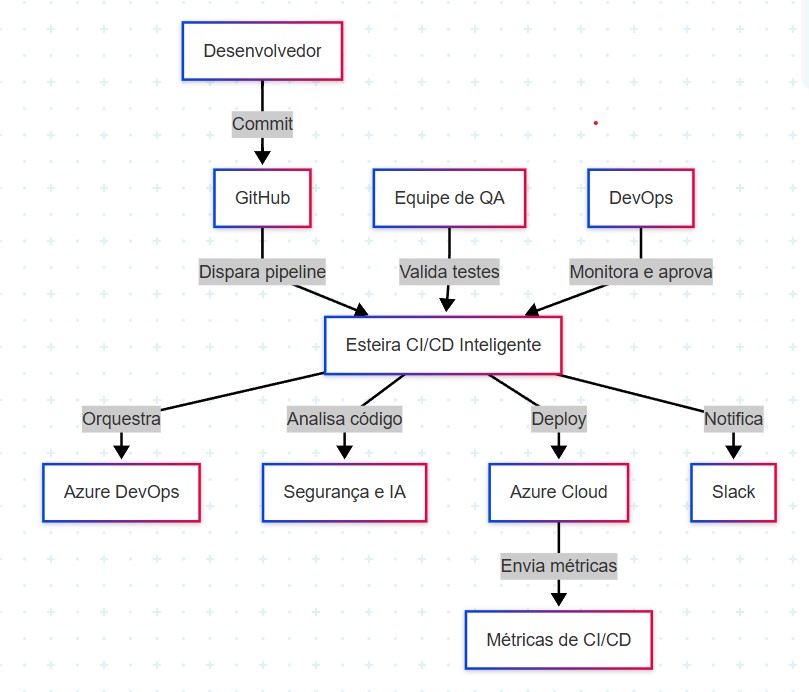 Desenvolvedor
Commit
GitHub
Equipe de QA
DevOps
Dispara pipeline
Valida testes
Monitora e aprova
Esteira CI/CD Inteligente
Orquestra
Analisa código
Deploy
Notifica
Azure DevOps
Segurança e IA
Azure Cloud
Slack
Envia métricas
Métricas de CI/CD